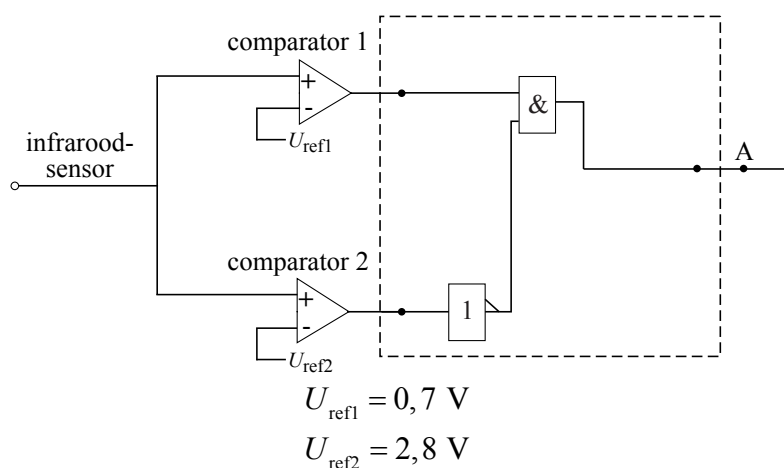 comparator 1
+
-
U_ref1
&
infrarood-
sensor
A
comparator 2
+
-
U_ref2
1
U_ref1 = 0,7 V
U_ref2 = 2,8 V